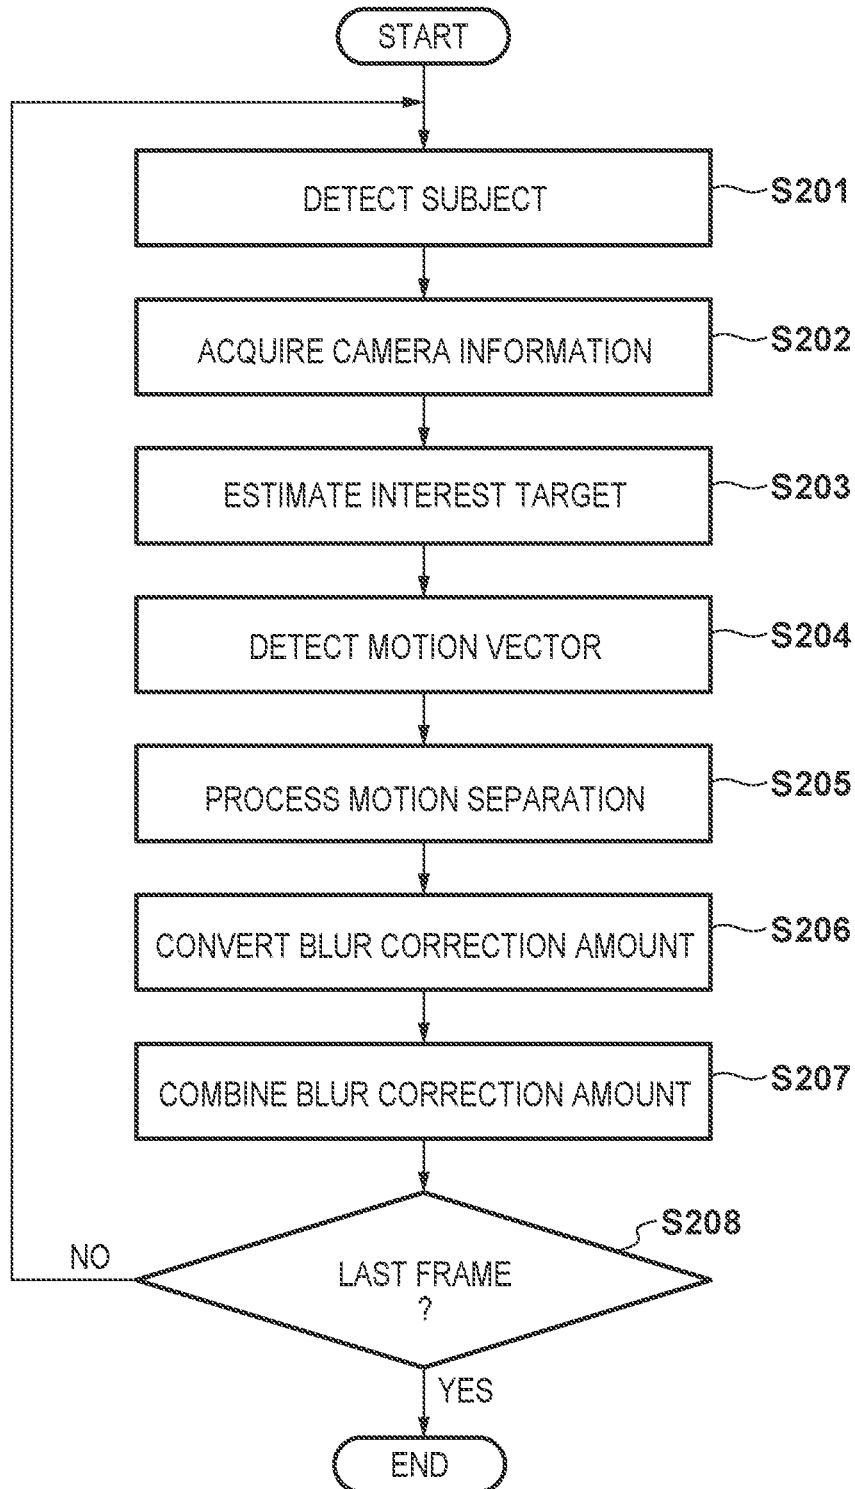 START
DETECT SUBJECT
S201
ACQUIRE CAMERA INFORMATION
S202
ESTIMATE INTEREST TARGET
S203
DETECT MOTION VECTOR
S204
PROCESS MOTION SEPARATION
S205
CONVERT BLUR CORRECTION AMOUNT
S206
COMBINE BLUR CORRECTION AMOUNT
S207
S208
NO
LAST FRAME
?
YES
END